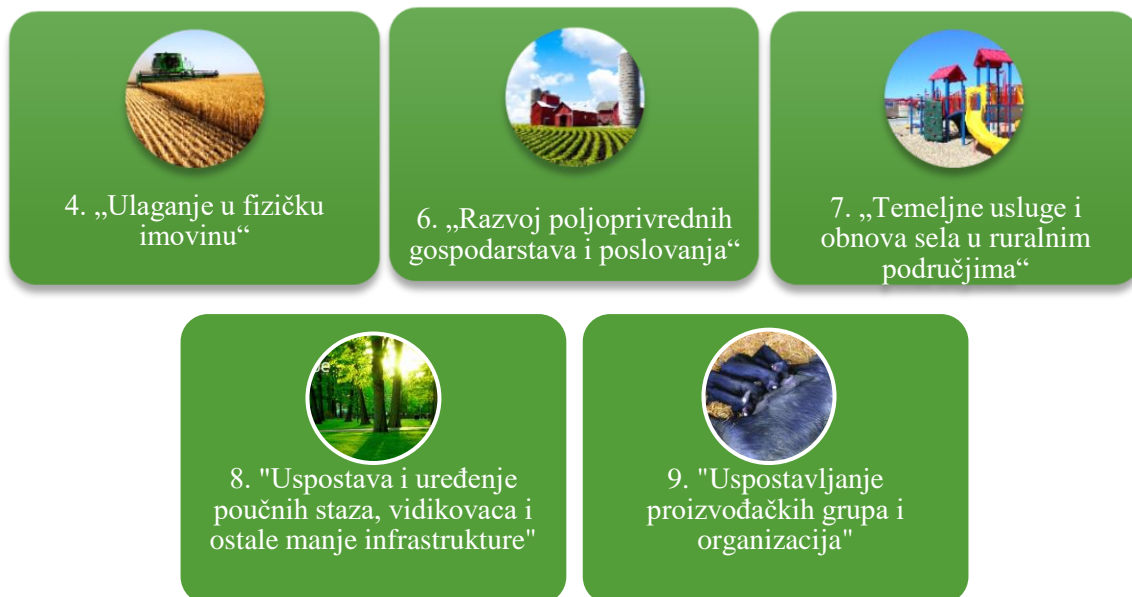 4. „Ulaganje u fizičku
imovinu“
6. „Razvoj poljoprivrednih
gospodarstava i poslovanja“
7. „Temeljne usluge i
obnova sela u ruralnim
područjima“
8. "Uspostava i uređenje
poučnih staza, vidikovaca i
ostale manje infrastrukture"
9. "Uspostavljanje
proizvođačkih grupa i
organizacija"